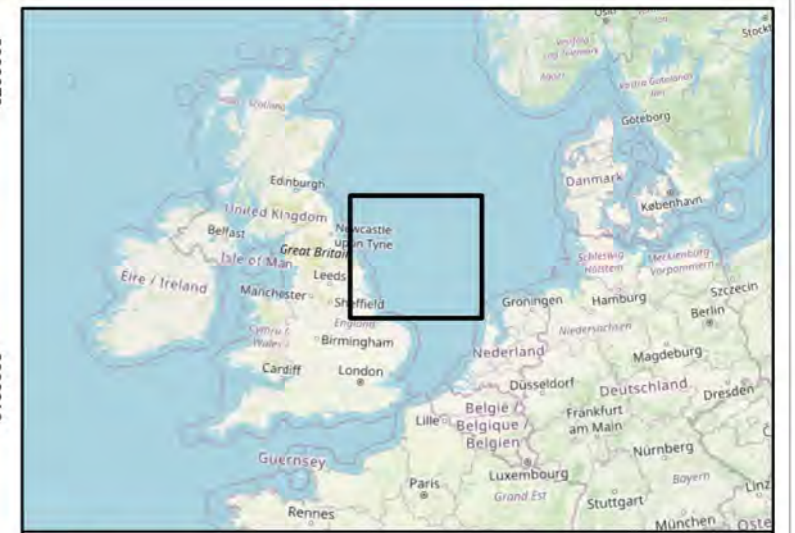 Stock
Göteborg
Danmark
Edinburgh
København
United Kingdom
Newcastle
upon Tyne
Belfast
Great Britain
Isle of Man
Schleswig
Holstein
Mecklenburg
Vorpommern
Éire / Ireland
Leeds
Manchester
Sheffield
Groningen
Hamburg
Szczecin
Berlin
England
Cymru /
Wales
Birmingham
Niedersachsen
Nederland
Magdeburg
Cardiff
London
Düsseldorf
Deutschland
Dresden
Lille
België /
Belgique /
Belgien
Frankfurt
am Main
Guernsey
Nürnberg
Luxembourg
Paris
Grand Est
Bayern
Linz
Stuttgart
Rennes
München
Öste